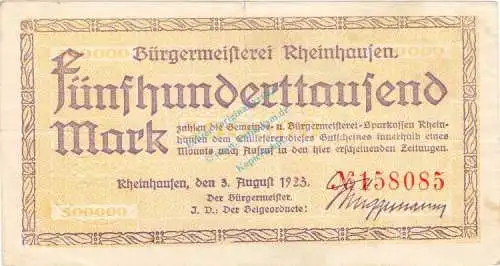 500000
Bürgermeisterei Rheinhausen.
Fünfhunderttausend
Mark
zahlen die Gemeinde- u. Bürgermeisterei-Sparkassen Rhein-
hausen dem Einlieferer dieses Gutscheines innerhalb eines
Monats nach Aufruf in den hier erscheinenden Zeitungen.
Rheinhausen, den 3. August 1923.
№ 158085
Der Bürgermeister.
J. V.: Der Beigeordnete:
500000